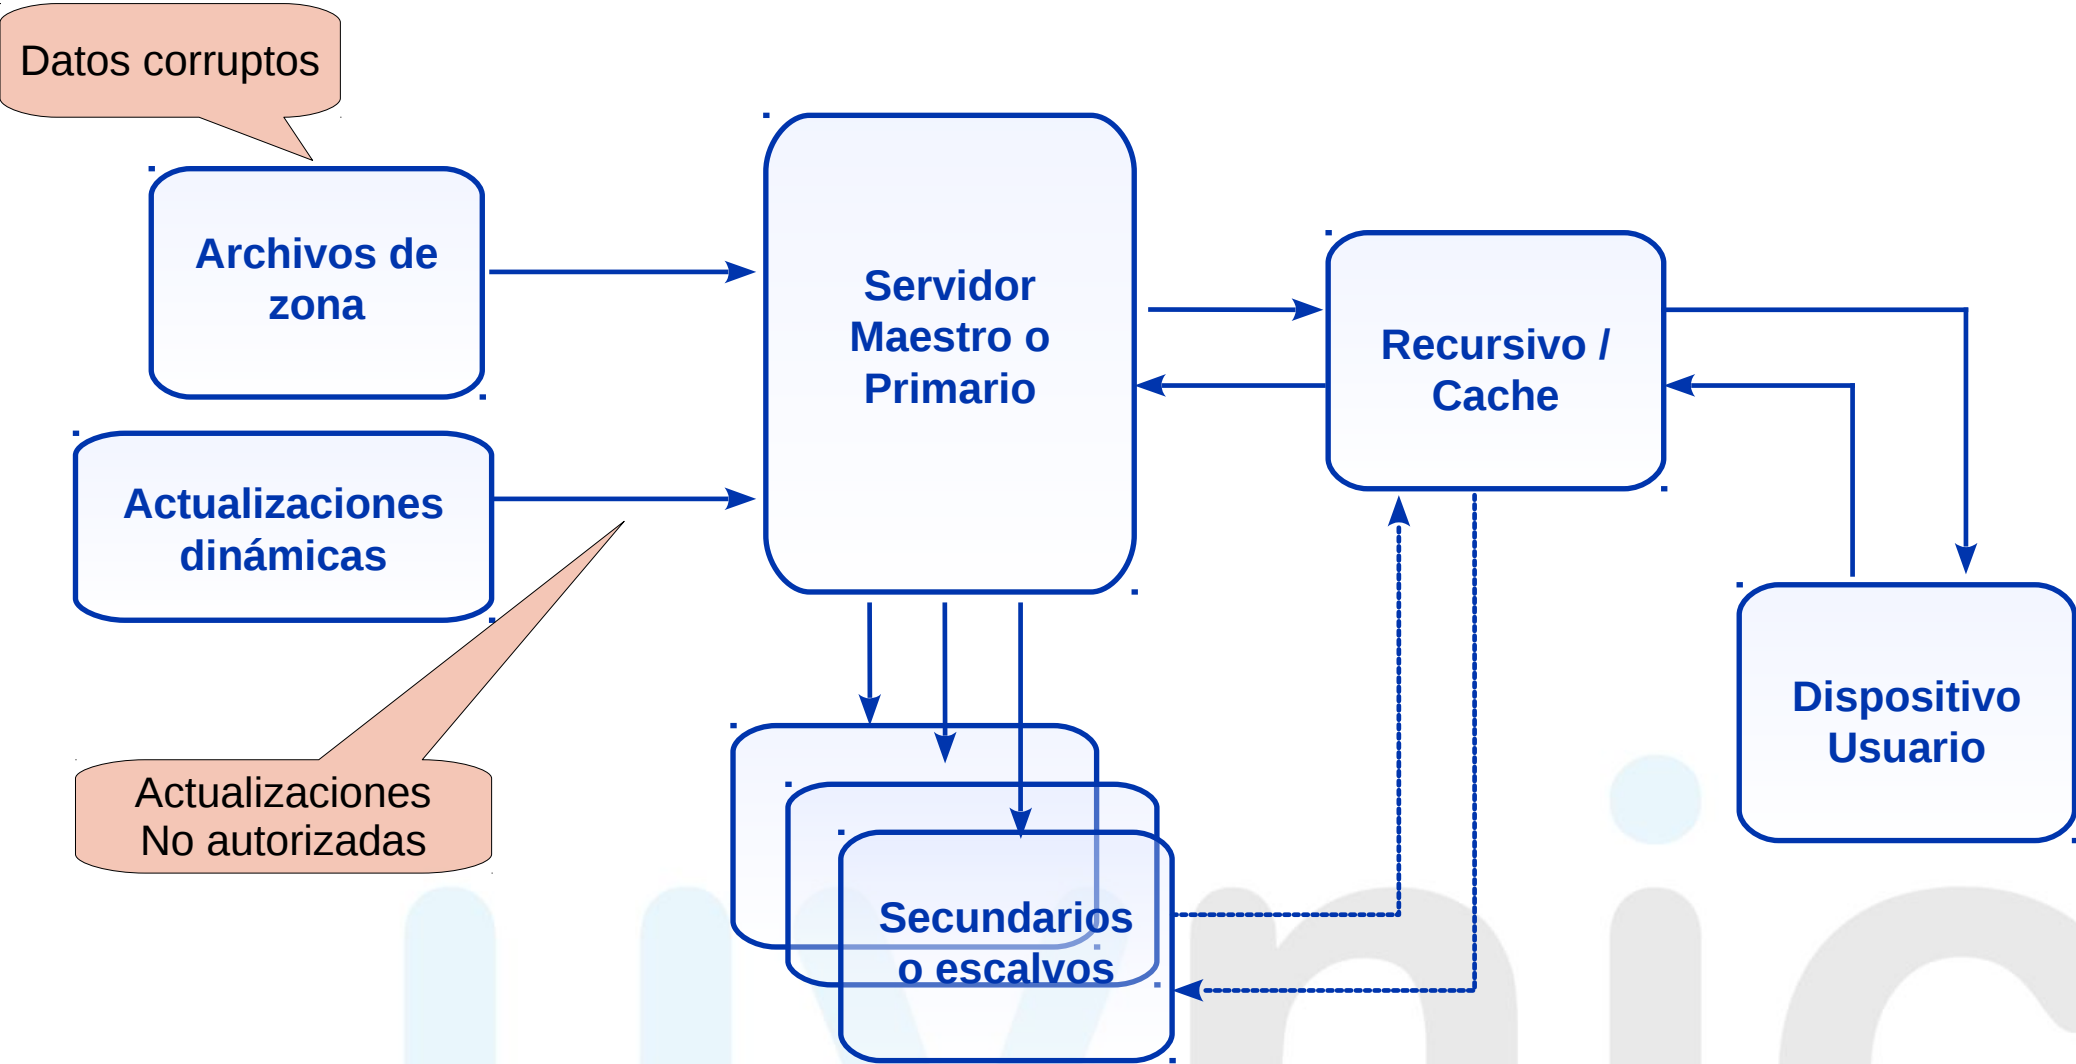 Datos corruptos
Archivos de
zona
Servidor
Maestro o
Primario
Recursivo /
Cache
Actualizaciones
dinámicas
Dispositivo
Usuario
Actualizaciones
No autorizadas
Secundarios
o escalvos
nic